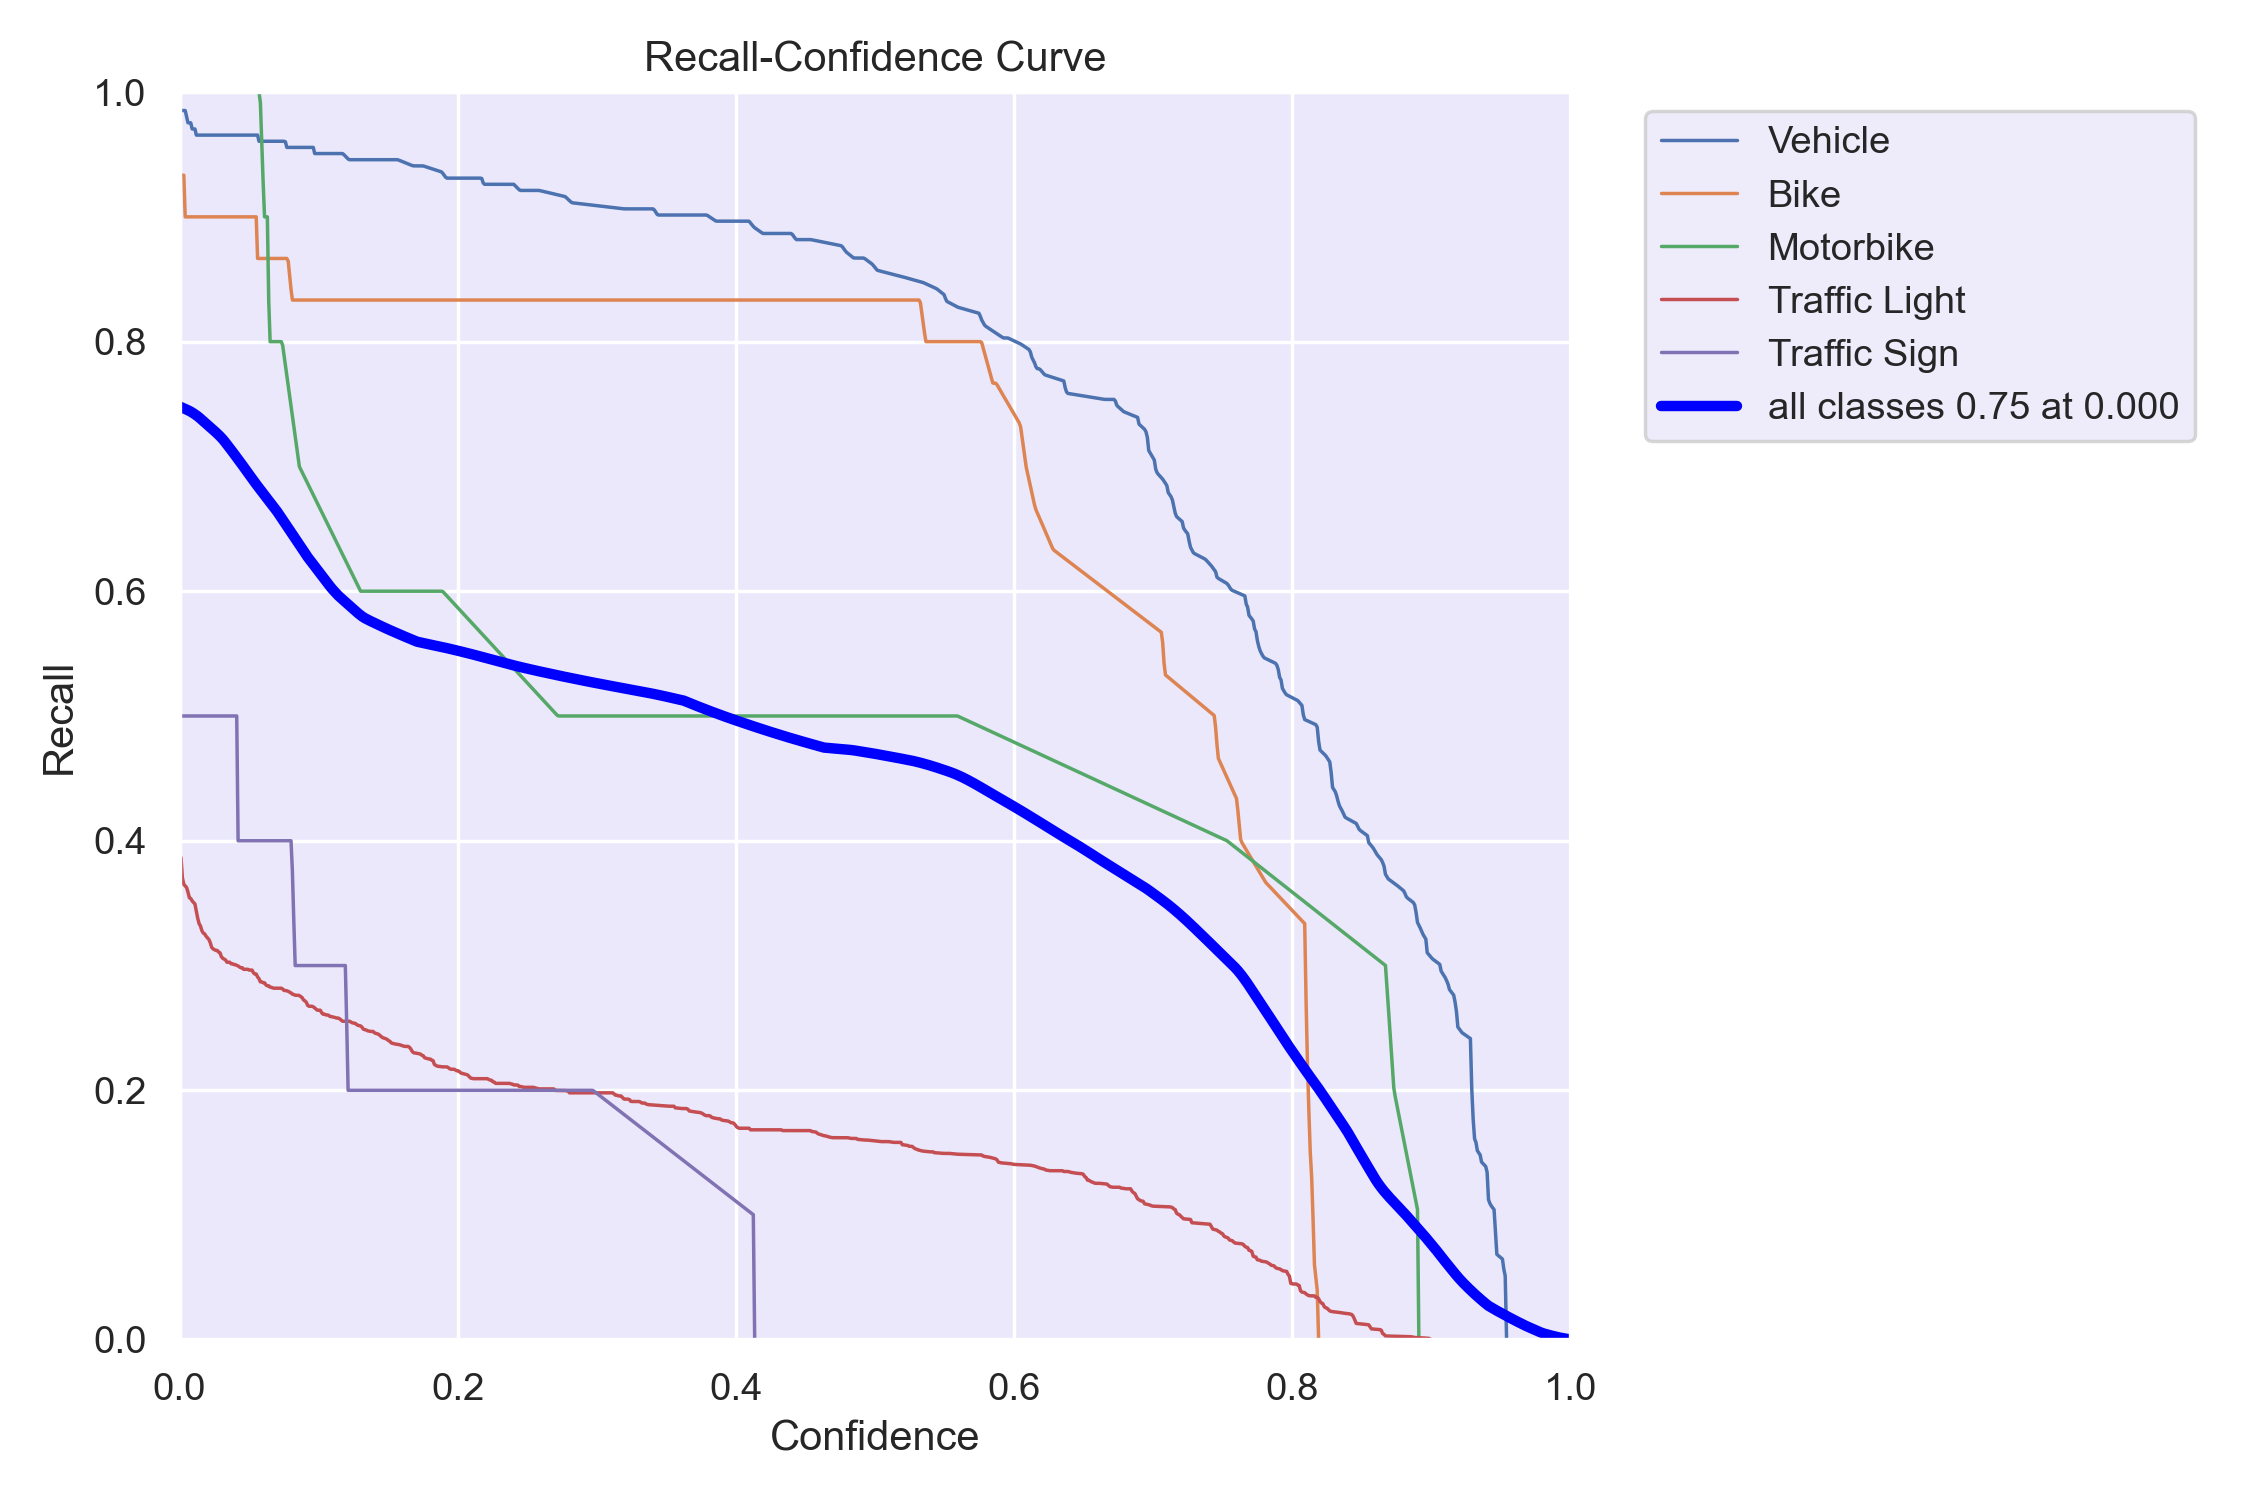 Recall-Confidence Curve
1.0
0.8
0.6
0.4
0.2
0.0
Recall
0.0 0.2 0.4 0.6 0.8 1.0
Confidence
Vehicle
Bike
Motorbike
Traffic Light
Traffic Sign
all classes 0.75 at 0.000